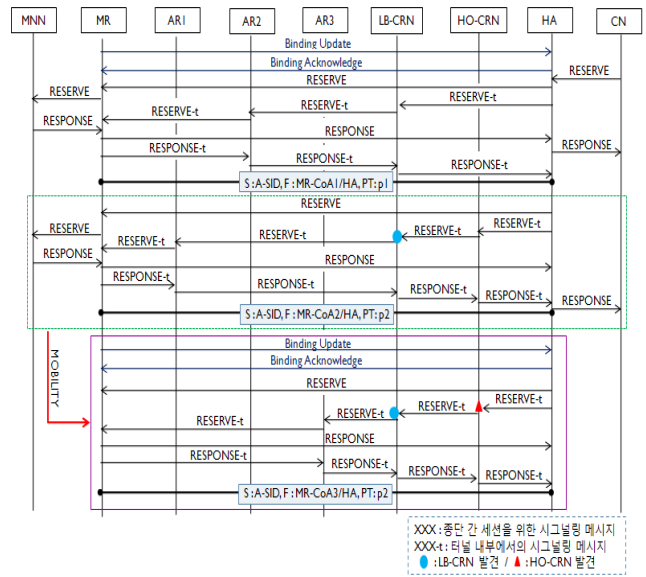 MNN MR AR1 AR2 AR3 LB-CRN HO-CRN HA CN
Binding Update
Binding Acknowledge
RESERVE
RESERVE
RESERVE
RESERVE-t
RESERVE-t
RESERVE-t
RESPONSE
RESPONSE
RESPONSE-t
RESPONSE
RESPONSE-t
RESPONSE-t
S :A-SID, F : MR-CoA1/HA, PT: p1
RESERVE
RESERVE
RESERVE-t
RESERVE-t
RESERVE-t
RESERVE-t
RESPONSE
RESPONSE
RESPONSE-t
RESPONSE-t
RESPONSE-t
RESPONSE-t
RESPONSE
S :A-SID, F : MR-CoA2/HA, PT: p2
MOBILITY
Binding Update
Binding Acknowledge
RESERVE
RESERVE-t
RESERVE-t
RESERVE-t
RESERVE-t
RESPONSE
RESPONSE-t
RESPONSE-t
RESPONSE-t
S :A-SID, F : MR-CoA3/HA, PT: p2
XXX : 종단 간 세션을 위한 시그널링 메시지
XXX-t : 터널 내부에서의 시그널링 메시지
: LB-CRN 발견 / : HO-CRN 발견